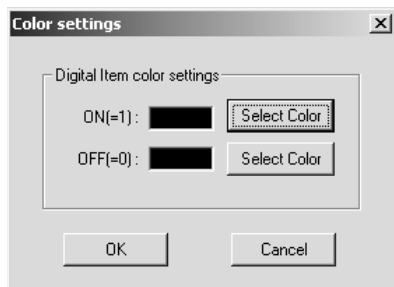 Color settings
Digital Item color settings
ON(=1) : Select Color
OFF(=0) : Select Color
OK Cancel